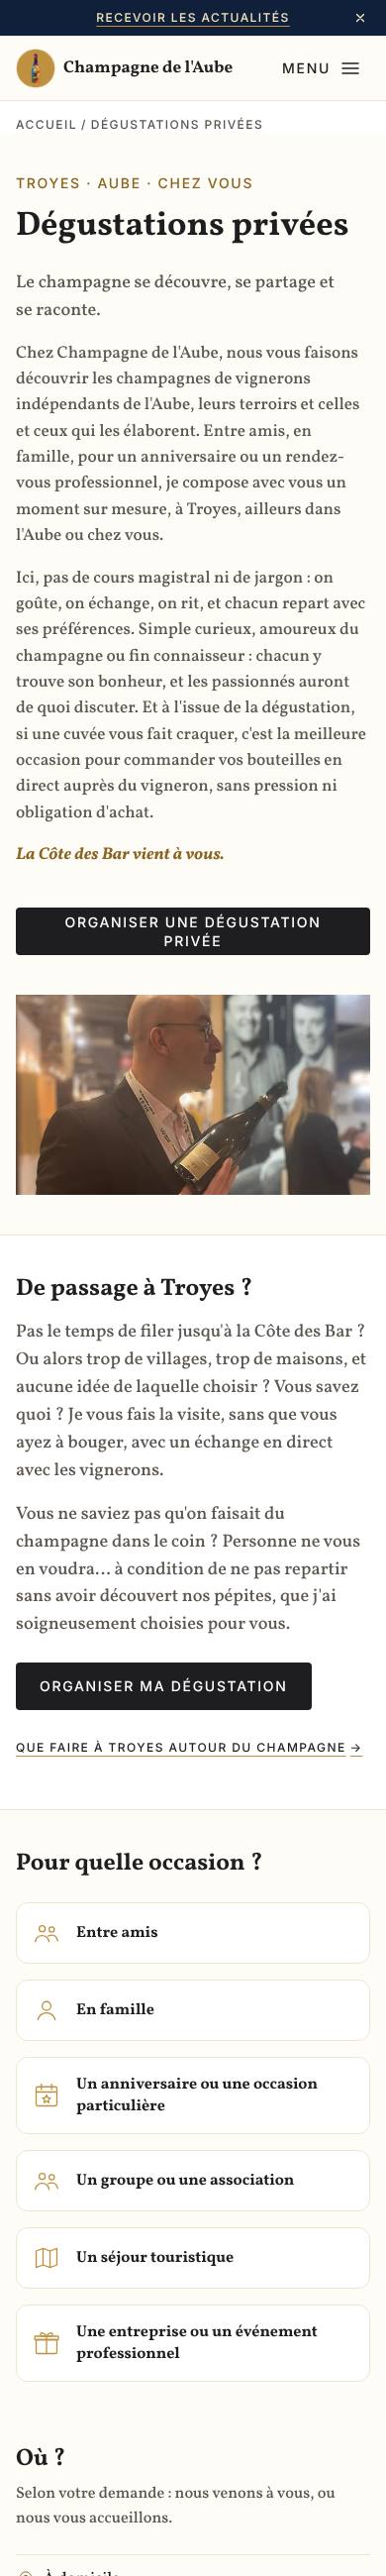 RECEVOIR LES ACTUALITÉS ✕
Champagne de l'Aube MENU
ACCUEIL / DÉGUSTATIONS PRIVÉES
TROYES · AUBE · CHEZ VOUS
Dégustations privées
Le champagne se découvre, se partage et
se raconte.
Chez Champagne de l'Aube, nous vous faisons
découvrir les champagnes de vignerons
indépendants de l'Aube, leurs terroirs et celles
et ceux qui les élaborent. Entre amis, en
famille, pour un anniversaire ou un rendez-
vous professionnel, je compose avec vous un
moment sur mesure, à Troyes, ailleurs dans
l'Aube ou chez vous.
Ici, pas de cours magistral ni de jargon : on
goûte, on échange, on rit, et chacun repart avec
ses préférences. Simple curieux, amoureux du
champagne ou fin connaisseur : chacun y
trouve son bonheur, et les passionnés auront
de quoi discuter. Et à l'issue de la dégustation,
si une cuvée vous fait craquer, c'est la meilleure
occasion pour commander vos bouteilles en
direct auprès du vigneron, sans pression ni
obligation d'achat.
La Côte des Bar vient à vous.
ORGANISER UNE DÉGUSTATION
PRIVÉE
De passage à Troyes ?
Pas le temps de filer jusqu'à la Côte des Bar ?
Ou alors trop de villages, trop de maisons, et
aucune idée de laquelle choisir ? Vous savez
quoi ? Je vous fais la visite, sans que vous
ayez à bouger, avec un échange en direct
avec les vignerons.
Vous ne saviez pas qu'on faisait du
champagne dans le coin ? Personne ne vous
en voudra… à condition de ne pas repartir
sans avoir découvert nos pépites, que j'ai
soigneusement choisies pour vous.
ORGANISER MA DÉGUSTATION
QUE FAIRE À TROYES AUTOUR DU CHAMPAGNE →
Pour quelle occasion ?
Entre amis
En famille
Un anniversaire ou une occasion
particulière
Un groupe ou une association
Un séjour touristique
Une entreprise ou un événement
professionnel
Où ?
Selon votre demande : nous venons à vous, ou
nous vous accueillons.